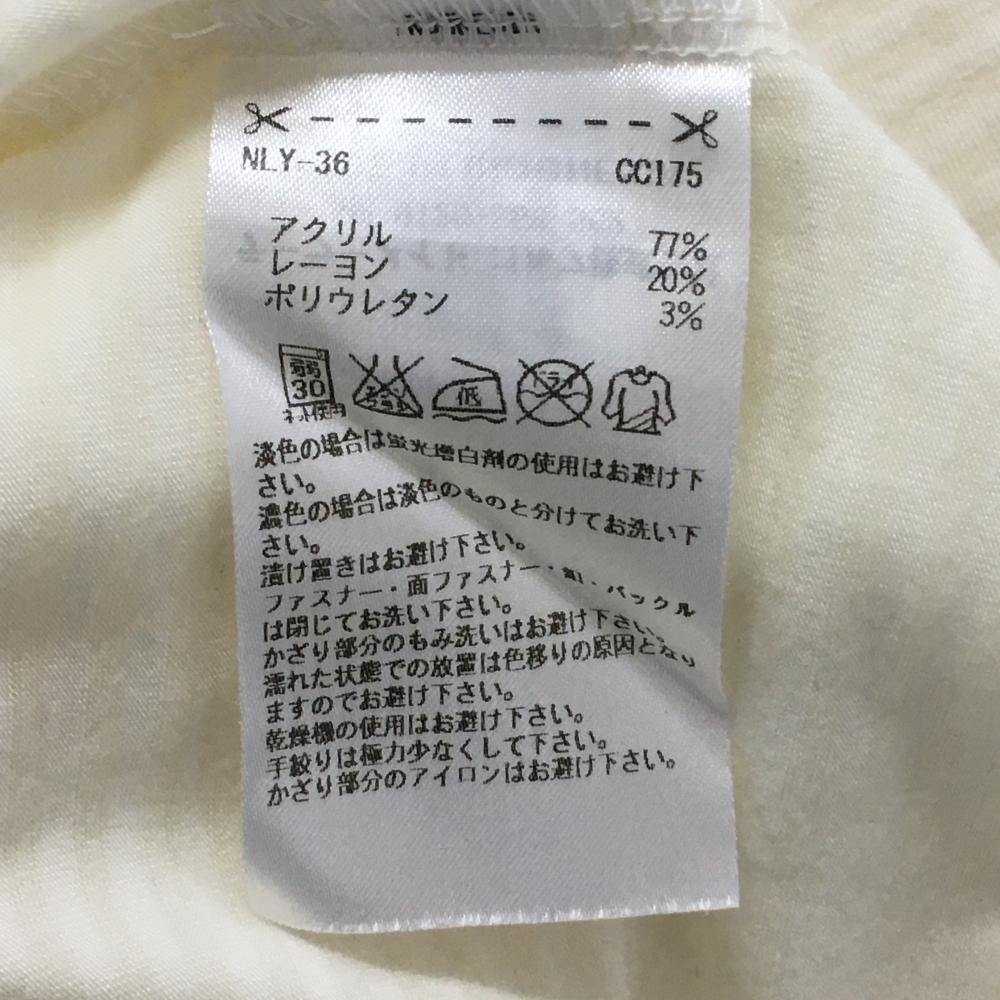 NLY-36 CC175
アクリル 77%
レーヨン 20%
ポリウレタン 3%
弱
30
ネット使用
エンソサラシ
低
ドライ
淡色の場合は蛍光増白剤の使用はお避け下
さい。
濃色の場合は淡色のものと分けてお洗い下
さい。
漬け置きはお避け下さい。
ファスナー・面ファスナー・釦・バックル
は閉じてお洗い下さい。
かざり部分のもみ洗いはお避け下さい。
濡れた状態での放置は色移りの原因となり
ますのでお避け下さい。
乾燥機の使用はお避け下さい。
手絞りは極力少なくして下さい。
かざり部分のアイロンはお避け下さい。